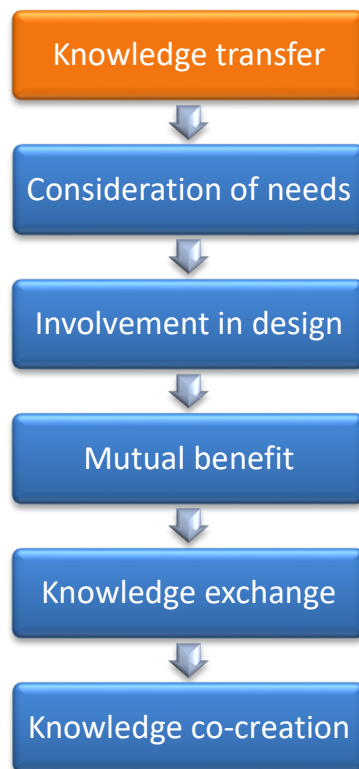 Knowledge transfer
Consideration of needs
Involvement in design
Mutual benefit
Knowledge exchange
Knowledge co-creation